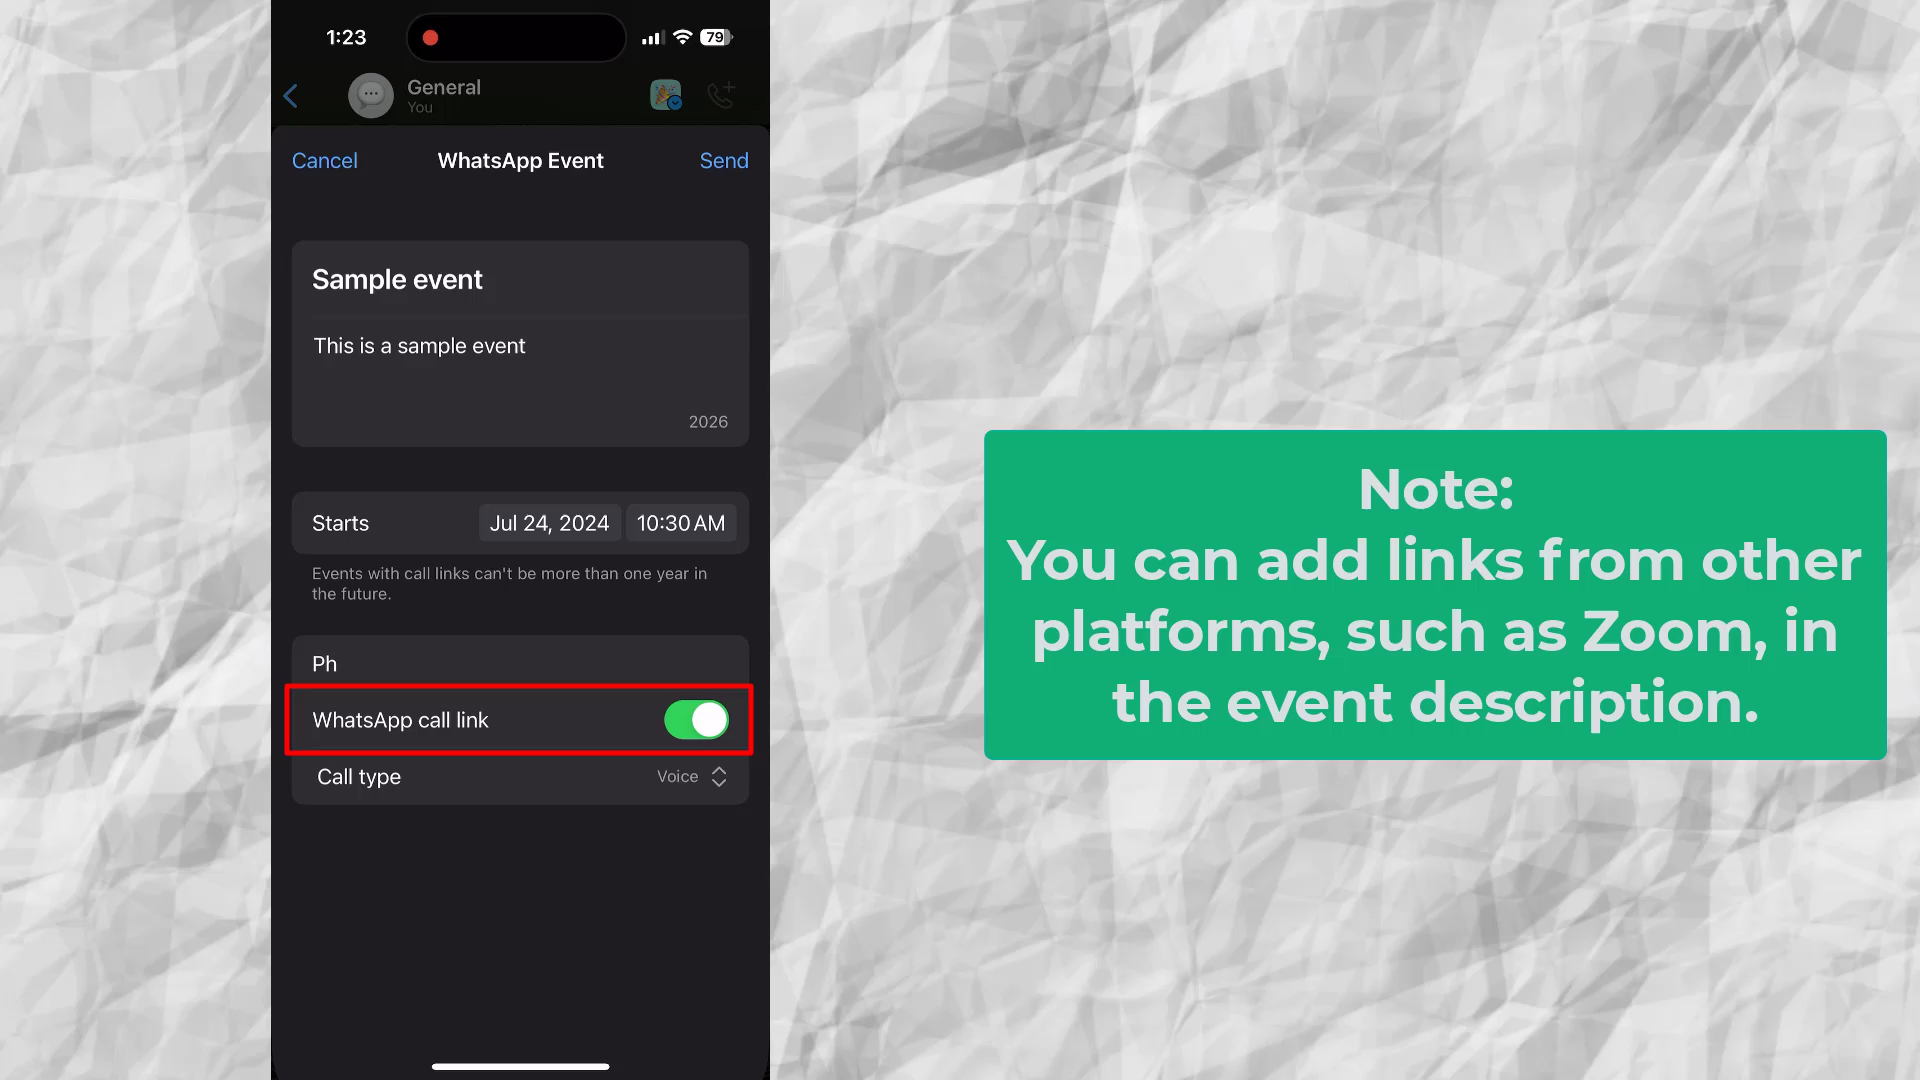 1:23
79
General
You
Cancel
WhatsApp Event
Send
Sample event
This is a sample event
2026
Starts
Jul 24, 2024
10:30 AM
Events with call links can't be more than one year in
the future.
Ph
WhatsApp call link
Call type
Voice
Note:
You can add links from other
platforms, such as Zoom, in
the event description.